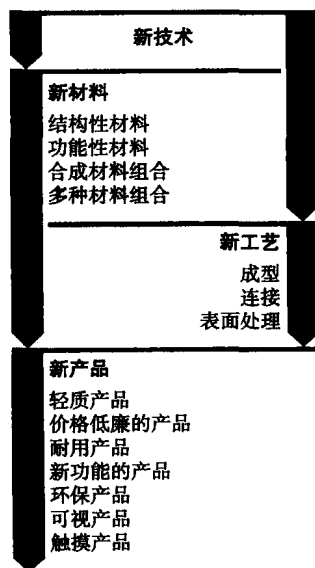 新技术
新材料
结构性材料
功能性材料
合成材料组合
多种材料组合
新工艺
成型
连接
表面处理
新产品
轻质产品
价格低廉的产品
耐用产品
新功能的产品
环保产品
可视产品
触摸产品